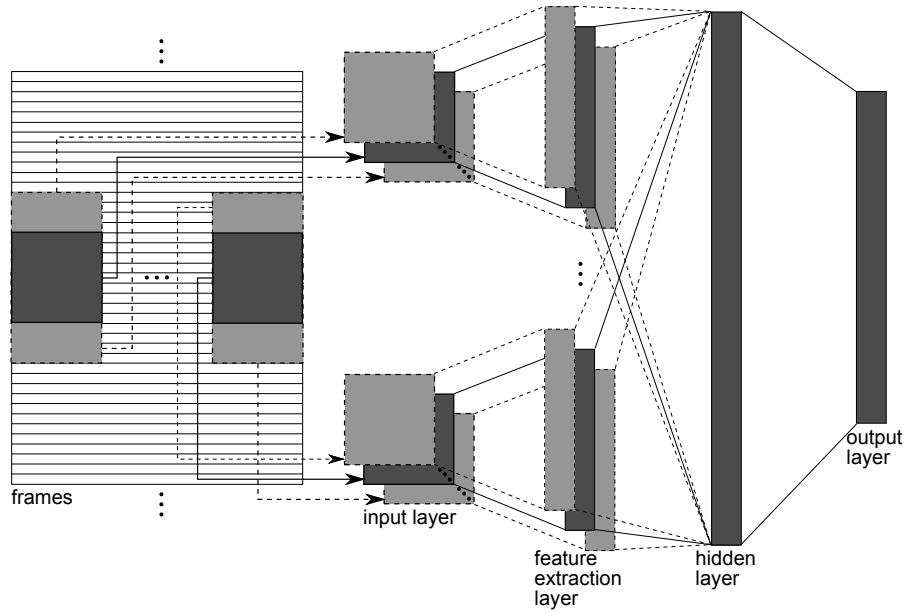 frames
input layer
feature
extraction
layer
hidden
layer
output
layer